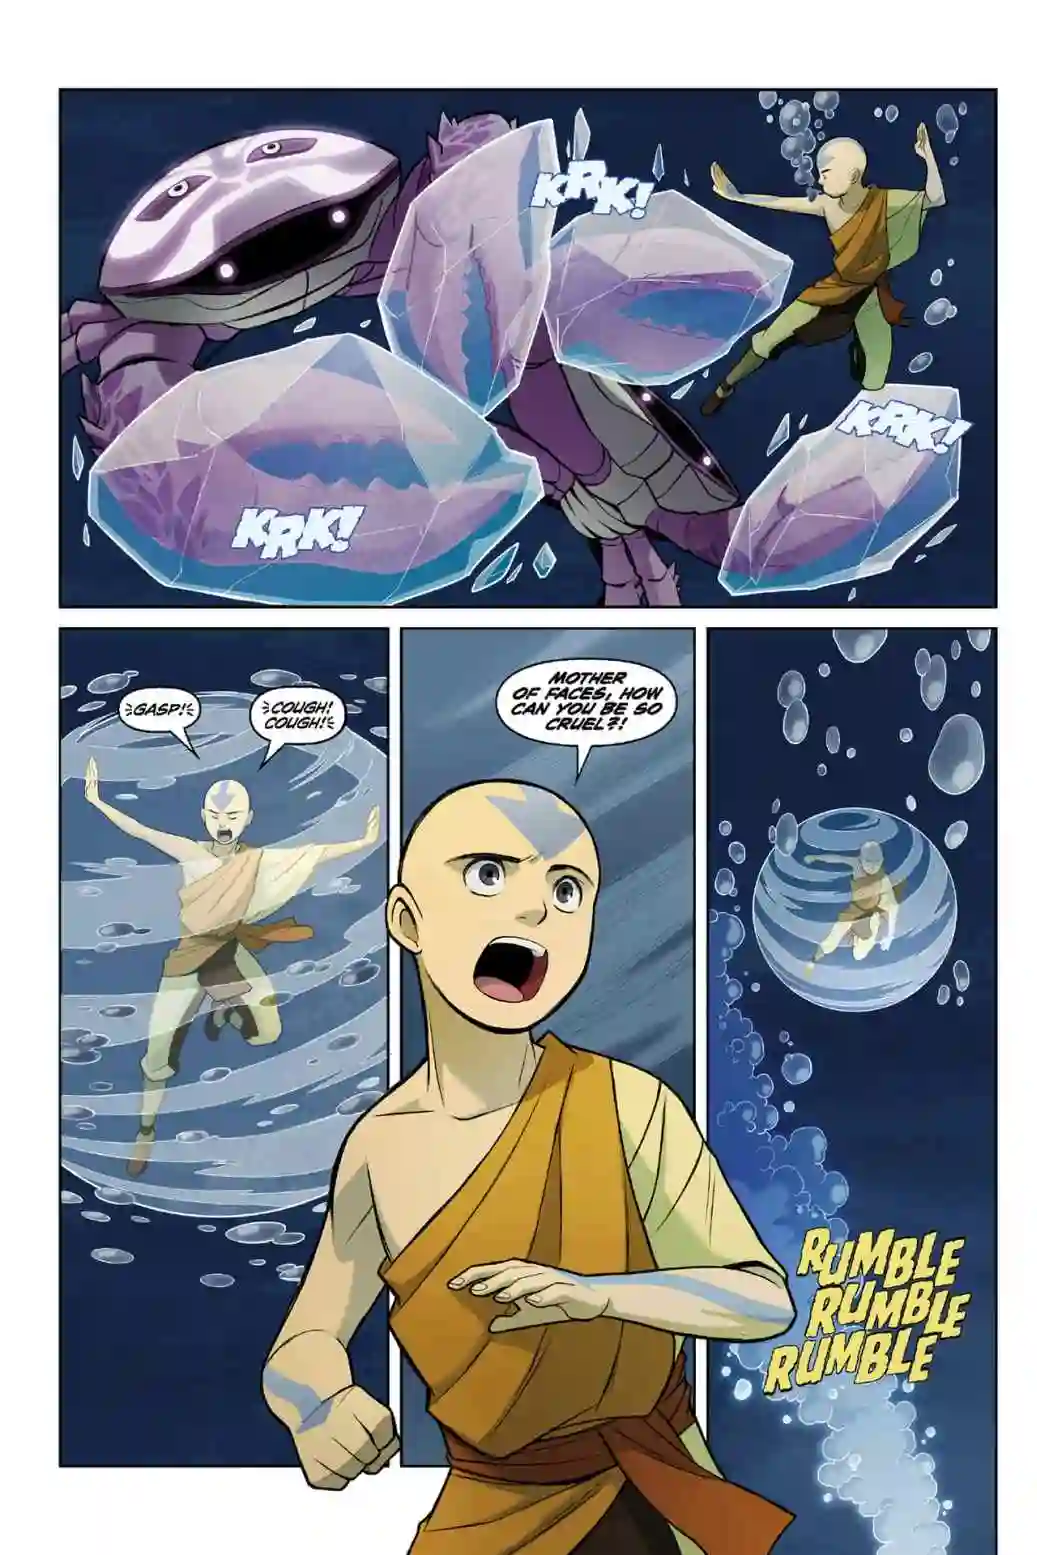 KRK!
KRK!
KRK!
GASP!
COUGH!
COUGH!
MOTHER
OF FACES, HOW
CAN YOU BE SO
CRUEL?!
RUMBLE
RUMBLE
RUMBLE